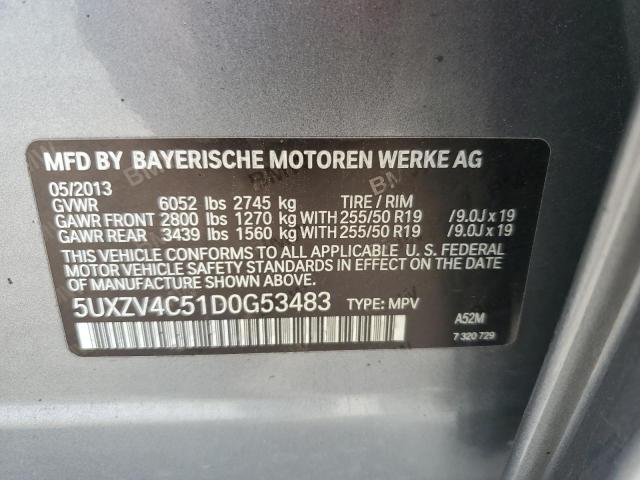 MFD BY BAYERISCHE MOTOREN WERKE AG
05/2013
GVWR 6052 lbs 2745 kg TIRE / RIM
GAWR FRONT 2800 lbs 1270 kg WITH 255/50 R19 /9.0J x 19
GAWR REAR 3439 lbs 1560 kg WITH 255/50 R19 /9.0J x 19
THIS VEHICLE CONFORMS TO ALL APPLICABLE U. S. FEDERAL
MOTOR VEHICLE SAFETY STANDARDS IN EFFECT ON THE DATE OF
MANUFACTURE SHOWN ABOVE.
5UXZV4C51D0G53483 TYPE: MPV
A52M
7 320 729